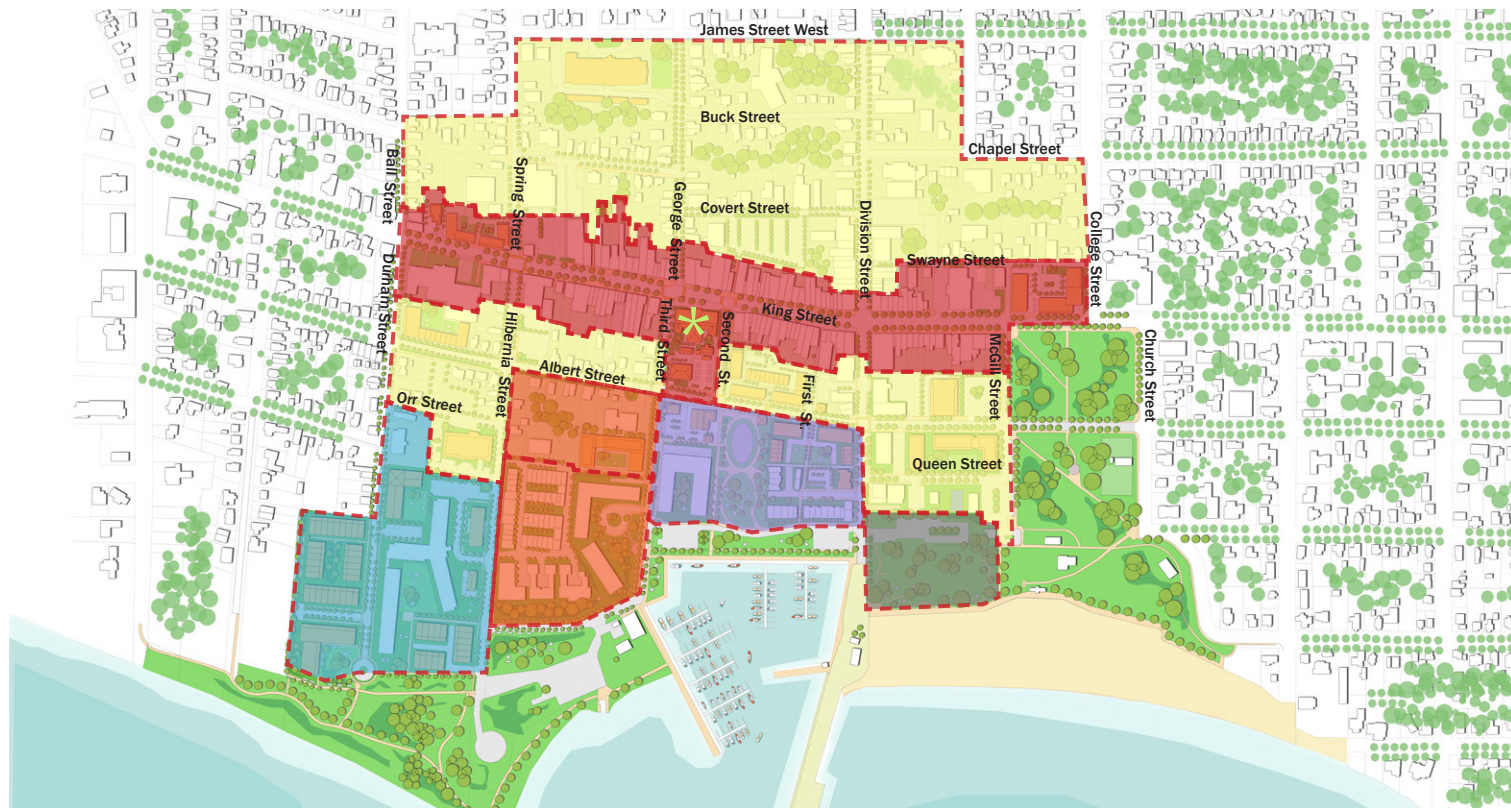 James Street West
Buck Street
Chapel Street
Ball Street
Spring Street
George Street
Covert Street
Division Street
College Street
Swayne Street
Durham Street
Hibernia Street
Third Street
Second St.
King Street
McGill Street
Church Street
Albert Street
First St.
Orr Street
Queen Street